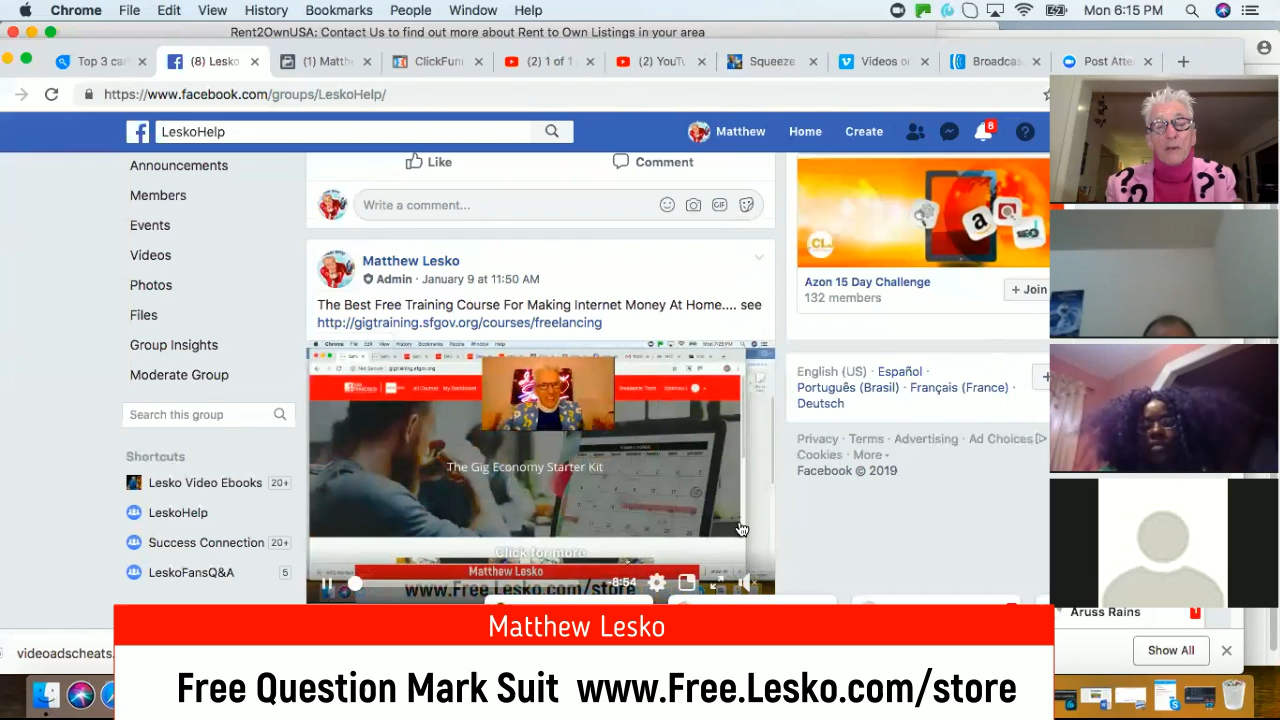 Chrome File Edit View History Bookmarks People Window Help
Mon 6:15 PM
Rent2OwnUSA: Contact Us to find out more about Rent to Own Listings in your area
Top 3 ca
(8) Lesko
(1) Matth
ClickFun
(2) 1 of 1
(2) YouTu
Squeeze
Videos on
Broadcas
Post Atte
https://www.facebook.com/groups/LeskoHelp/
LeskoHelp
Matthew Home Create
8
Announcements
Members
Events
Videos
Photos
Files
Group Insights
Moderate Group
Search this group
Shortcuts
Lesko Video Ebooks 20+
LeskoHelp
Success Connection 20+
LeskoFansQ&A 5
Like
Comment
Write a comment...
GIF
Matthew Lesko
Admin · January 9 at 11:50 AM
The Best Free Training Course For Making Internet Money At Home.... see
http://gigtraining.sfgov.org/courses/freelancing
The Gig Economy Starter Kit
Click for more
Matthew Lesko
www.Free.Lesko.com/store
-8:54
CL
a
SEO
Azon 15 Day Challenge
132 members
+ Join
English (US) · Español ·
Português (Brasil) · Français (France) ·
Deutsch
Privacy · Terms · Advertising · Ad Choices
Cookies · More
Facebook © 2019
Aruss Rains
1
videoadscheats.
Show All
Matthew Lesko
Free Question Mark Suit www.Free.Lesko.com/store